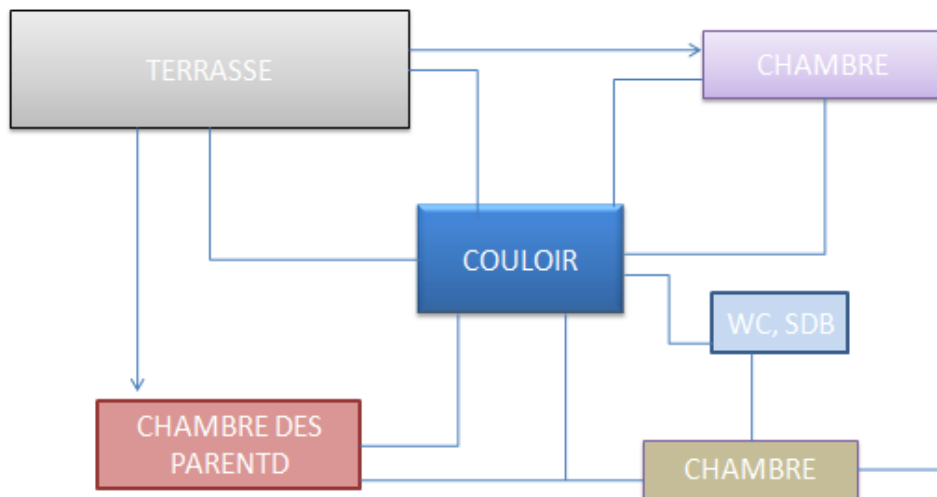 TERRASSE
CHAMBRE
COULOIR
WC, SDB
CHAMBRE DES
PARENTD
CHAMBRE